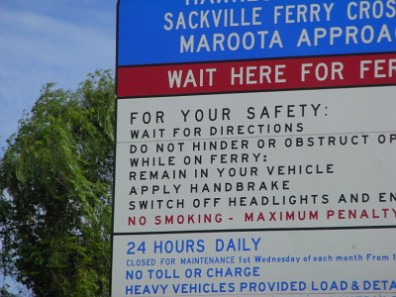 SACKVILLE FERRY CROS
MAROOTA APPROA
WAIT HERE FOR FER
FOR YOUR SAFETY:
WAIT FOR DIRECTIONS
DO NOT HINDER OR OBSTRUCT OP
WHILE ON FERRY:
REMAIN IN YOUR VEHICLE
APPLY HANDBRAKE
SWITCH OFF HEADLIGHTS AND EN
NO SMOKING - MAXIMUM PENALTY
24 HOURS DAILY
CLOSED FOR MAINTENANCE 1st Wednesday of each month From 1
NO TOLL OR CHARGE
HEAVY VEHICLES PROVIDED LOAD & DETA